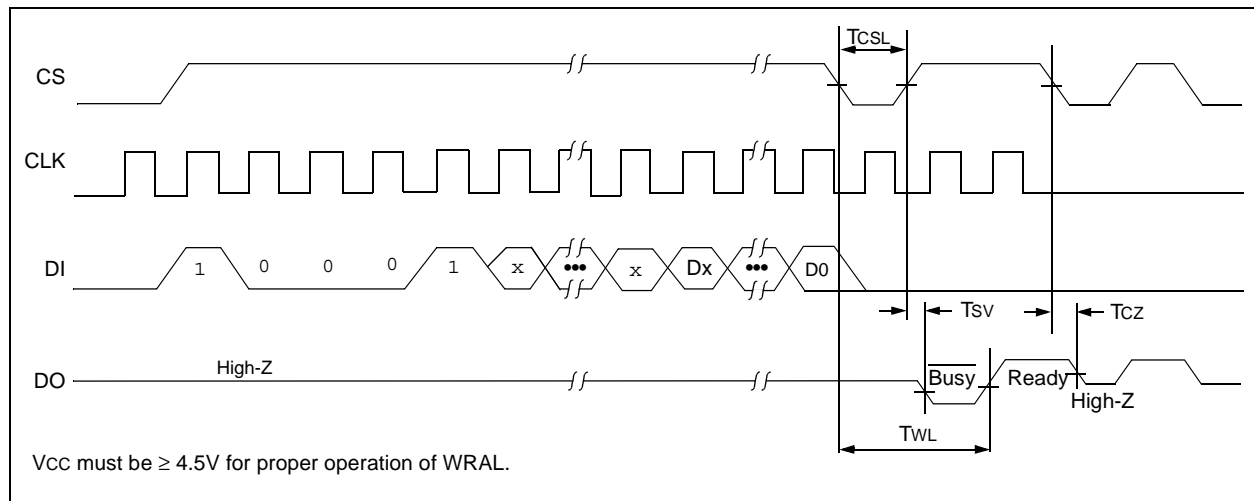 TCSL
CS
CLK
DI
1 0 0 0 1 x ••• x Dx ••• D0
TSV
TCZ
High-Z
DO
Busy
Ready
High-Z
TWL
VCC must be ≥ 4.5V for proper operation of WRAL.